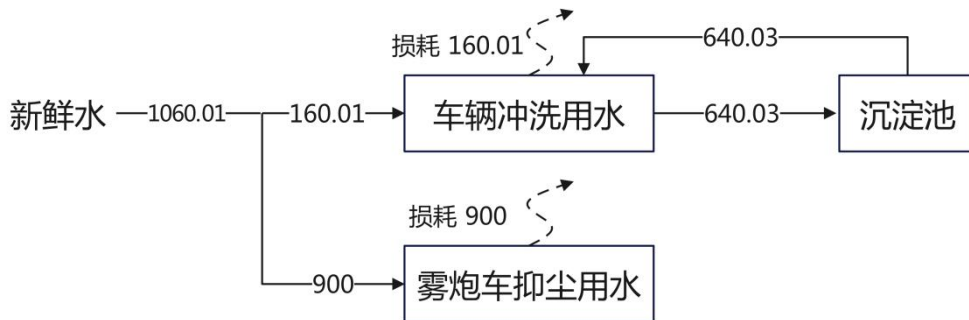 损耗 160.01
640.03
新鲜水
1060.01
160.01
车辆冲洗用水
640.03
沉淀池
损耗 900
900
雾炮车抑尘用水